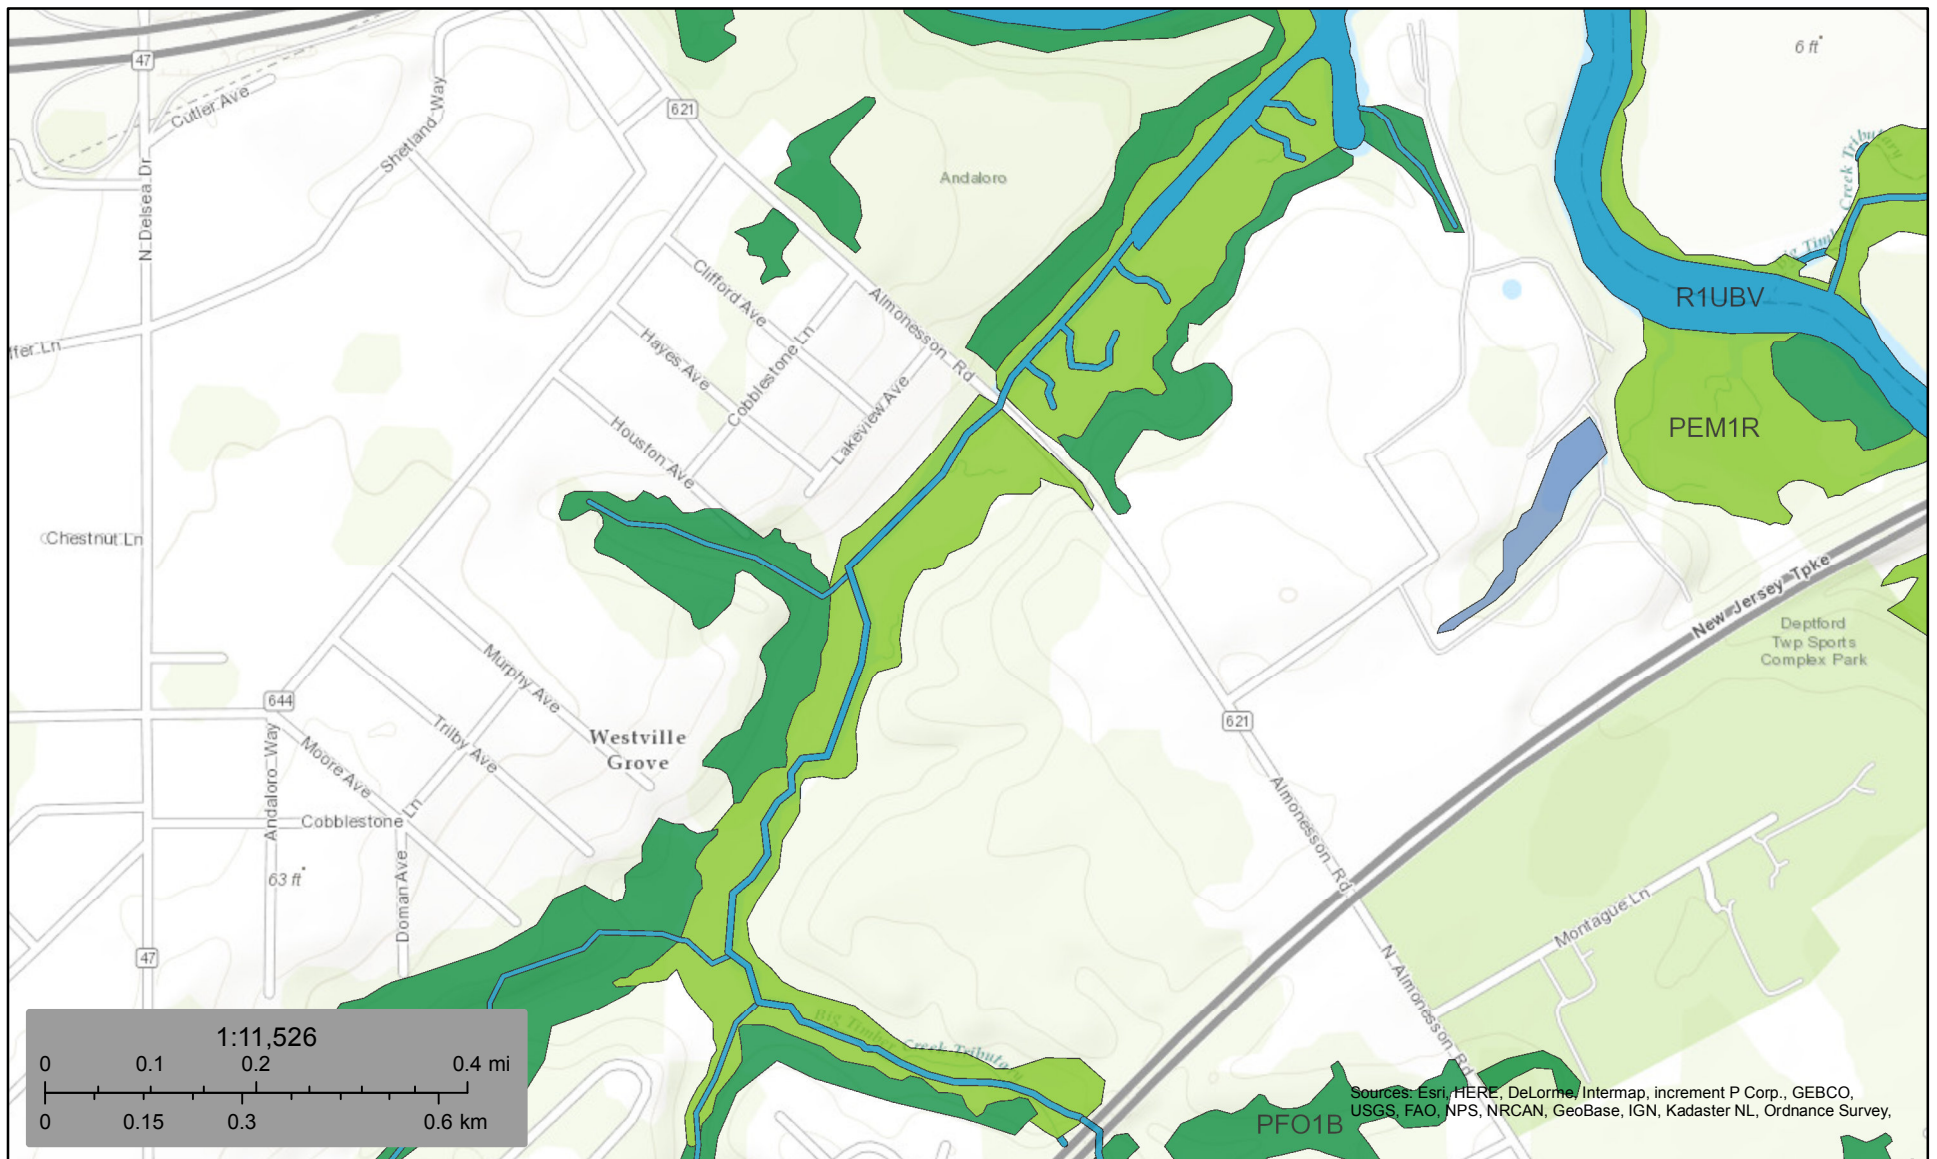 6 ft
47
Cutler Ave
Shetland Way
621
N Delsea Dr
Andaloro
Creek Tributary
Big Timb
Clifford Ave
Almonesson Rd
R1UBV
ffer Ln
Hayes Ave
Cobblestone Ln
Lakeview Ave
Houston Ave
PEM1R
Chestnut Ln
New Jersey Tpke
Deptford
Twp Sports
Complex Park
Murphy Ave
644
Trilby Ave
Westville
Grove
621
Moore Ave
Andaloro Way
Cobblestone Ln
Almonesson Rd
63 ft
Doman Ave
Montague Ln
47
N Almonesson Rd
Big Timber Creek Tributary
1:11,526
0 0.1 0.2 0.4 mi
0 0.15 0.3 0.6 km
PFO1B
Sources: Esri, HERE, DeLorme, Intermap, increment P Corp., GEBCO,
USGS, FAO, NPS, NRCAN, GeoBase, IGN, Kadaster NL, Ordnance Survey,